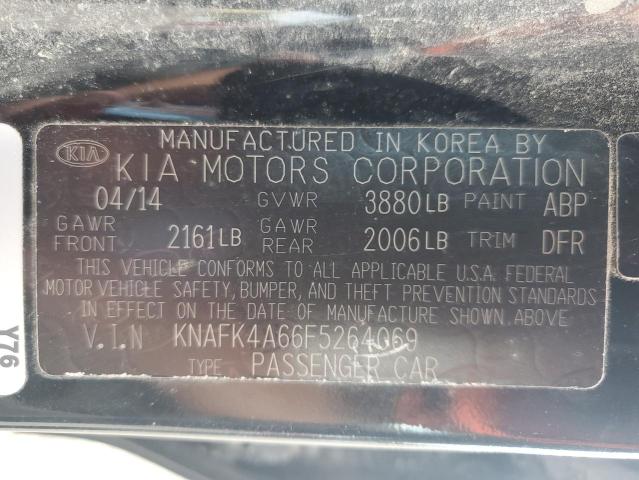 MANUFACTURED IN KOREA BY
KIA KIA MOTORS CORPORATION
04/14 GVWR 3880LB PAINT ABP
GAWR FRONT 2161LB GAWR REAR 2006LB TRIM DFR
THIS VEHICLE CONFORMS TO ALL APPLICABLE U.S.A. FEDERAL
MOTOR VEHICLE SAFETY, BUMPER, AND THEFT PREVENTION STANDARDS
IN EFFECT ON THE DATE OF MANUFACTURE SHOWN ABOVE.
V.I.N KNAFK4A66F5264069
TYPE PASSENGER CAR
Y76